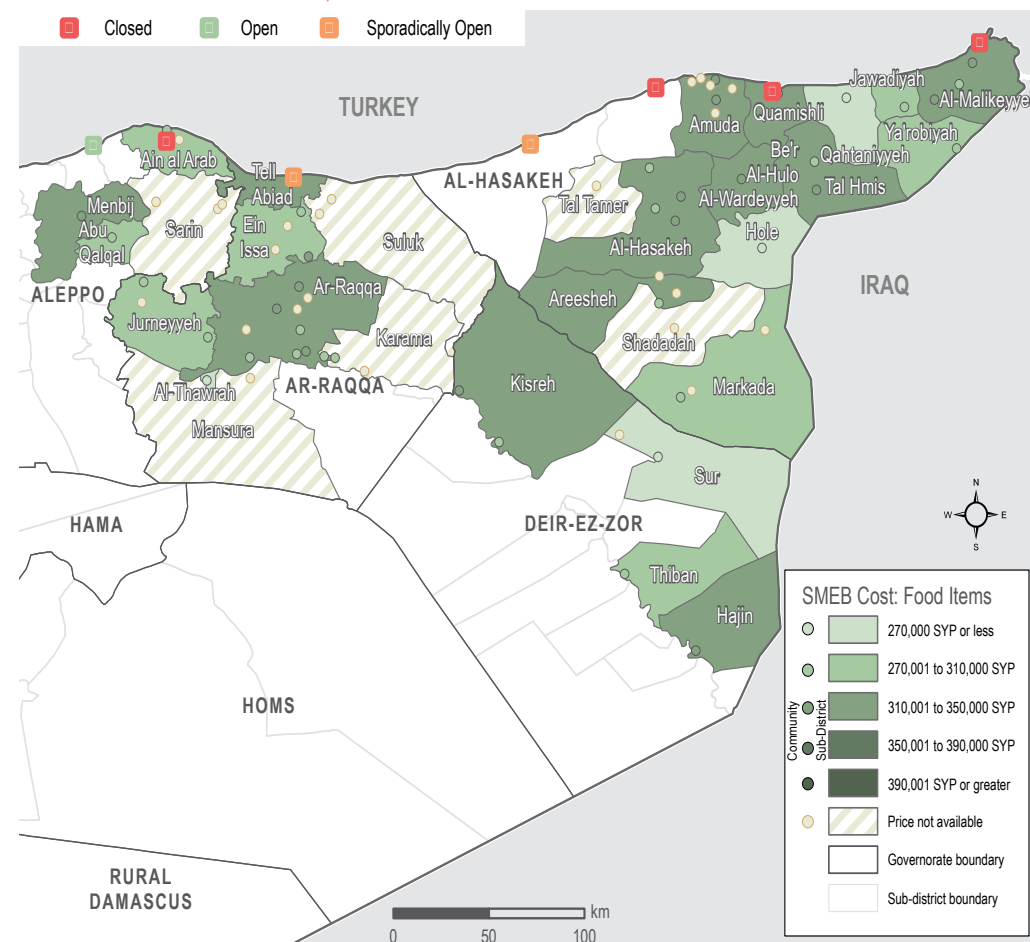 Closed
Open
Sporadically Open
TURKEY
Jawadiyah
Al-Malikeyye
Quamishli
Amuda
Ya'robiyah
Be'r
Al-Hulo
Al-Wardeyyeh
Qahtaniyyeh
Tal Hmis
Ain al Arab
Tell
Abiad
AL-HASAKEH
Tal Tamer
Menbij
Abu
Qalqal
Sarin
Ein
Issa
Suluk
Al-Hasakeh
Hole
ALEPPO
Ar-Raqqa
Areesheh
IRAQ
Jurneyyeh
Karama
Shadadah
AR-RAQQA
Kisreh
Markada
Al-Thawrah
Mansura
Sur
HAMA
DEIR-EZ-ZOR
N
W
E
S
Thiban
Hajin
HOMS
RURAL
DAMASCUS
SMEB Cost: Food Items
270,000 SYP or less
270,001 to 310,000 SYP
310,001 to 350,000 SYP
350,001 to 390,000 SYP
390,001 SYP or greater
Price not available
Governorate boundary
Sub-district boundary
Community
Sub-District
km
0
50
100